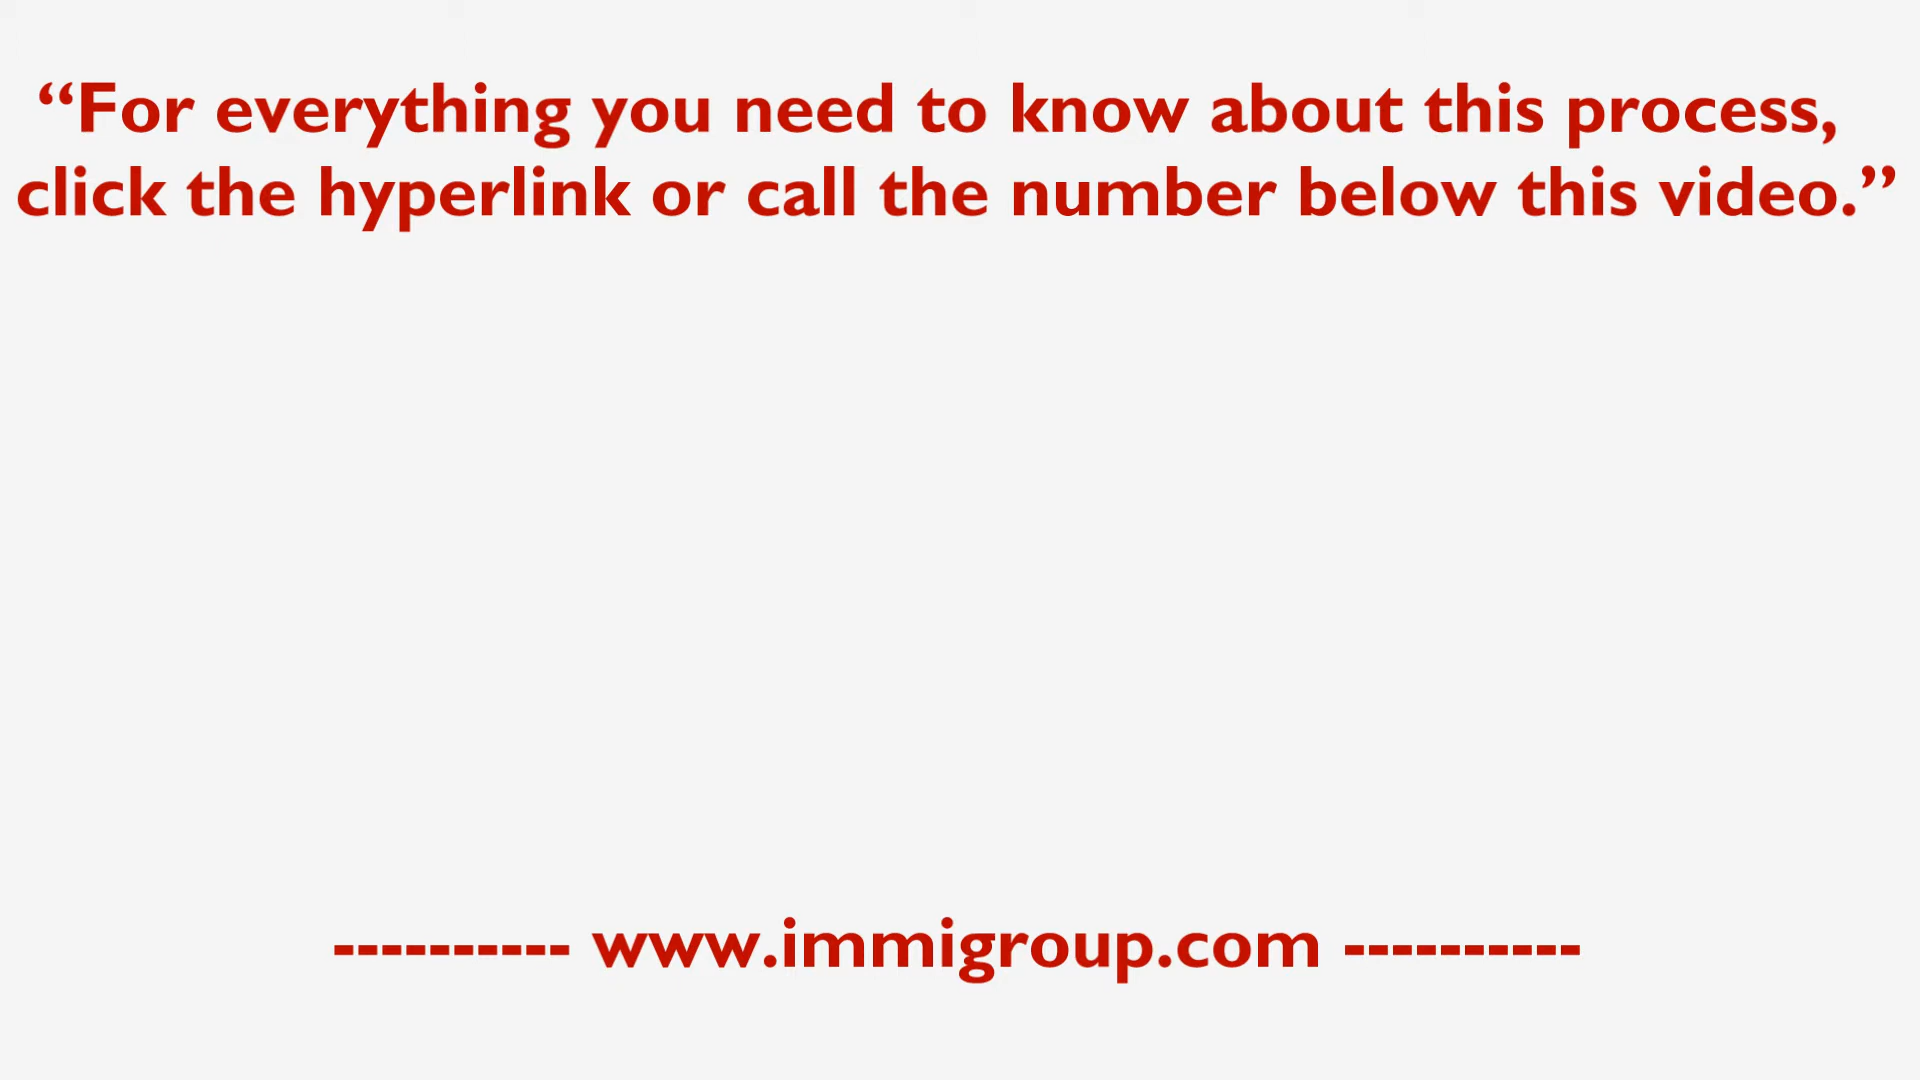 “For everything you need to know about this process,
click the hyperlink or call the number below this video.”
---------- www.immigroup.com ----------